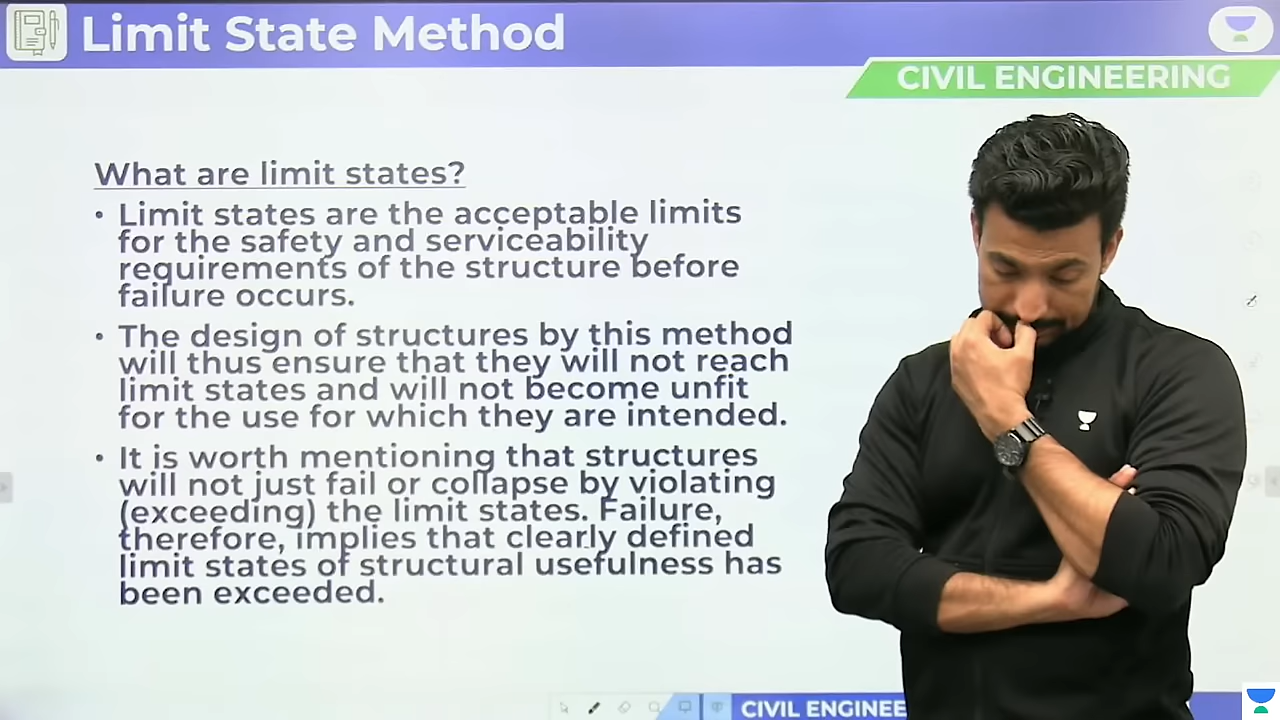 Limit State Method
CIVIL ENGINEERING
What are limit states?
• Limit states are the acceptable limits
for the safety and serviceability
requirements of the structure before
failure occurs.
• The design of structures by this method
will thus ensure that they will not reach
limit states and will not become unfit
for the use for which they are intended.
• It is worth mentioning that structures
will not just fail or collapse by violating
(exceeding) the limit states. Failure,
therefore, implies that clearly defined
limit states of structural usefulness has
been exceeded.
CIVIL ENGINEE